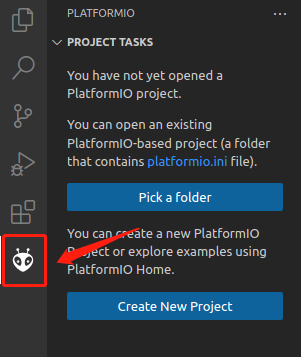 PLATFORMIO
PROJECT TASKS
You have not yet opened a
PlatformIO project.
You can open an existing
PlatformIO-based project (a folder
that contains platformio.ini file).
Pick a folder
You can create a new PlatformIO
Project or explore examples using
PlatformIO Home.
Create New Project